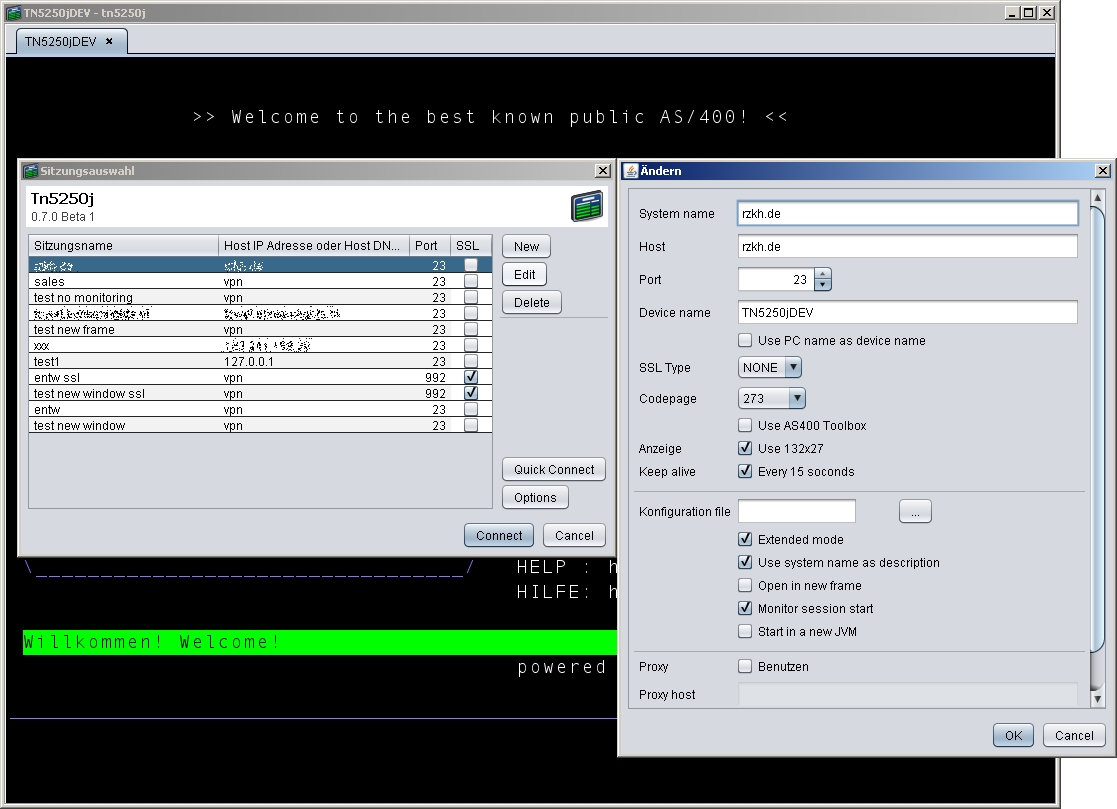 TN5250jDEV - tn5250j
TN5250jDEV ×
>> Welcome to the best known public AS/400! <<
Sitzungsauswahl
Tn5250j
0.7.0 Beta 1
Sitzungsname Host IP Adresse oder Host DN... Port SSL
23
sales vpn 23
test no monitoring vpn 23
23
test new frame vpn 23
xxx 23
test1 127.0.0.1 23
entw ssl vpn 992
test new window ssl vpn 992
entw vpn 23
test new window vpn 23
New
Edit
Delete
Quick Connect
Options
Connect Cancel
HELP : h
HILFE: h
Willkommen! Welcome!
powered
Ändern
System name rzkh.de
Host rzkh.de
Port 23
Device name TN5250jDEV
Use PC name as device name
SSL Type NONE
Codepage 273
Use AS400 Toolbox
Anzeige Use 132x27
Keep alive Every 15 soconds
Konfiguration file ...
Extended mode
Use system name as description
Open in new frame
Monitor session start
Start in a new JVM
Proxy Benutzen
Proxy host
OK Cancel